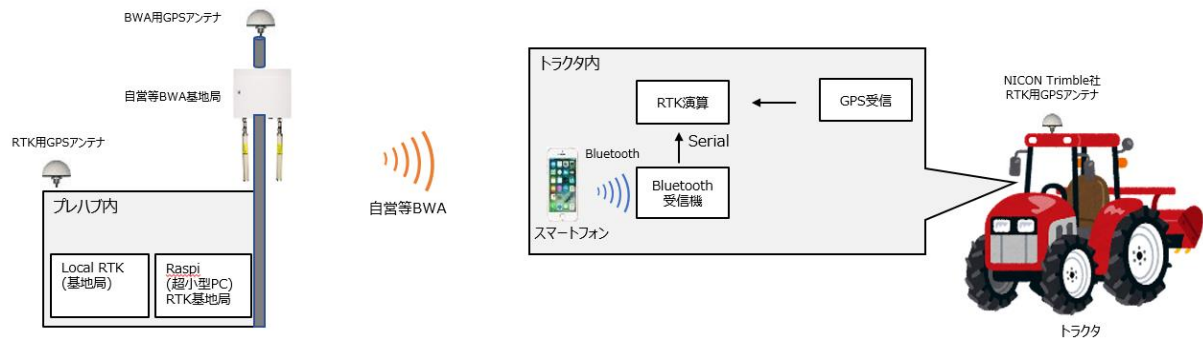 BWA用GPSアンテナ
自営等BWA基地局
RTK用GPSアンテナ
プレハブ内
Local RTK
(基地局)
Raspi
(超小型PC)
RTK基地局
自営等BWA
トラクタ内
RTK演算
GPS受信
Serial
Bluetooth
Bluetooth
受信機
スマートフォン
NICON Trimble社
RTK用GPSアンテナ
トラクタ